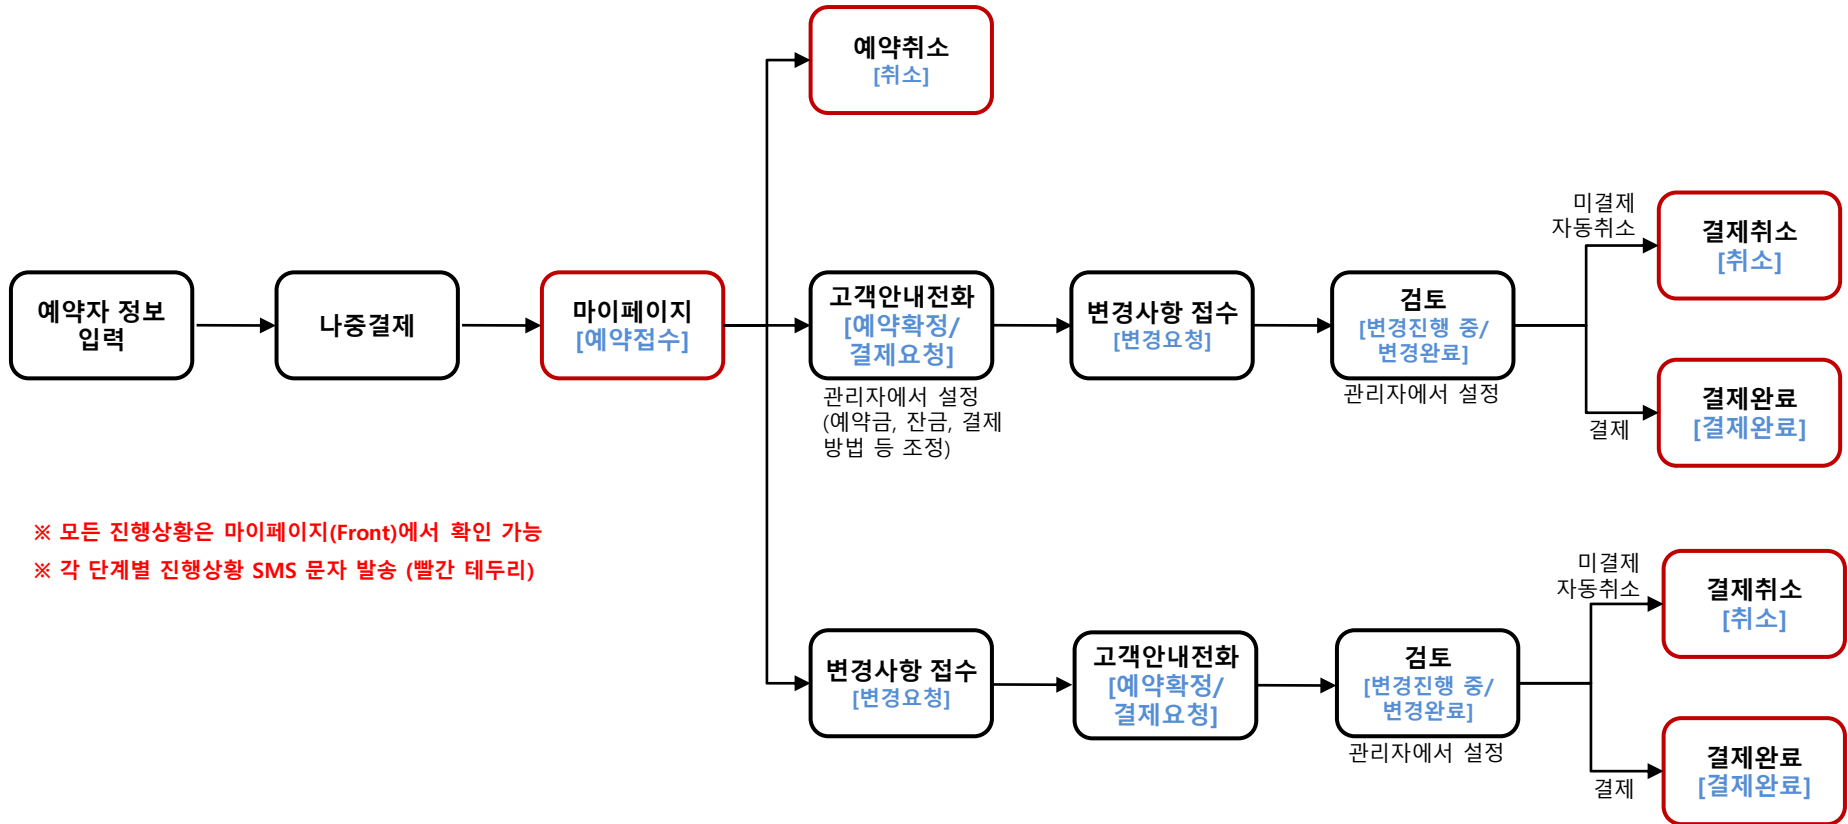 예약취소
[취소]
예약자 정보
입력
나중결제
마이페이지
[예약접수]
고객안내전화
[예약확정/
결제요청]
관리자에서 설정
(예약금, 잔금, 결제
방법 등 조정)
변경사항 접수
[변경요청]
검토
[변경진행 중/
변경완료]
관리자에서 설정
미결제
자동취소
결제취소
[취소]
결제
결제완료
[결제완료]
※ 모든 진행상황은 마이페이지(Front)에서 확인 가능
※ 각 단계별 진행상황 SMS 문자 발송 (빨간 테두리)
변경사항 접수
[변경요청]
고객안내전화
[예약확정/
결제요청]
검토
[변경진행 중/
변경완료]
관리자에서 설정
미결제
자동취소
결제취소
[취소]
결제
결제완료
[결제완료]